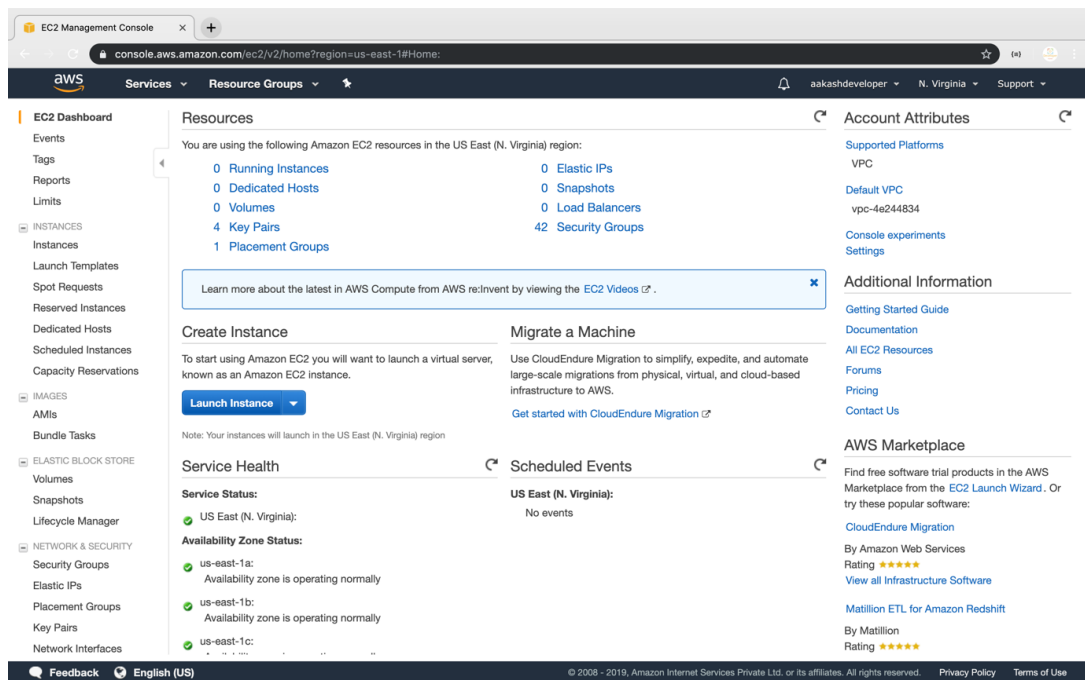 EC2 Management Console
console.aws.amazon.com/ec2/v2/home?region=us-east-1#Home:
aws Services Resource Groups aakashdeveloper N. Virginia Support
EC2 Dashboard
Events
Tags
Reports
Limits
INSTANCES
Instances
Launch Templates
Spot Requests
Reserved Instances
Dedicated Hosts
Scheduled Instances
Capacity Reservations
IMAGES
AMIs
Bundle Tasks
ELASTIC BLOCK STORE
Volumes
Snapshots
Lifecycle Manager
NETWORK & SECURITY
Security Groups
Elastic IPs
Placement Groups
Key Pairs
Network Interfaces
Resources
You are using the following Amazon EC2 resources in the US East (N. Virginia) region:
0 Running Instances
0 Dedicated Hosts
0 Volumes
4 Key Pairs
1 Placement Groups
0 Elastic IPs
0 Snapshots
0 Load Balancers
42 Security Groups
Learn more about the latest in AWS Compute from AWS re:Invent by viewing the EC2 Videos .
Create Instance
To start using Amazon EC2 you will want to launch a virtual server,
known as an Amazon EC2 instance.
Launch Instance
Note: Your instances will launch in the US East (N. Virginia) region
Migrate a Machine
Use CloudEndure Migration to simplify, expedite, and automate
large-scale migrations from physical, virtual, and cloud-based
infrastructure to AWS.
Get started with CloudEndure Migration
Service Health
Service Status:
US East (N. Virginia):
Availability Zone Status:
us-east-1a:
Availability zone is operating normally
us-east-1b:
Availability zone is operating normally
us-east-1c:
Scheduled Events
US East (N. Virginia):
No events
Account Attributes
Supported Platforms
VPC
Default VPC
vpc-4e244834
Console experiments
Settings
Additional Information
Getting Started Guide
Documentation
All EC2 Resources
Forums
Pricing
Contact Us
AWS Marketplace
Find free software trial products in the AWS
Marketplace from the EC2 Launch Wizard. Or
try these popular software:
CloudEndure Migration
By Amazon Web Services
Rating
View all Infrastructure Software
Matillion ETL for Amazon Redshift
By Matillion
Rating
Feedback English (US) © 2008 - 2019, Amazon Internet Services Private Ltd. or its affiliates. All rights reserved. Privacy Policy Terms of Use